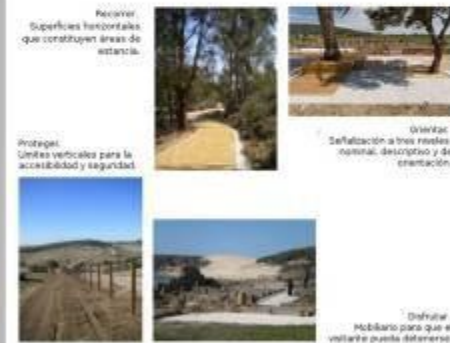 Recorrer.
Superficies horizontales
que constituyen áreas de
estancia.
Orientar.
Señalización a tres niveles
nominal, descriptivo y de
orientación
Proteger.
Límites verticales para la
accesibilidad y seguridad.
Disfrutar
Mobiliario para que e
visitante pueda detenerse